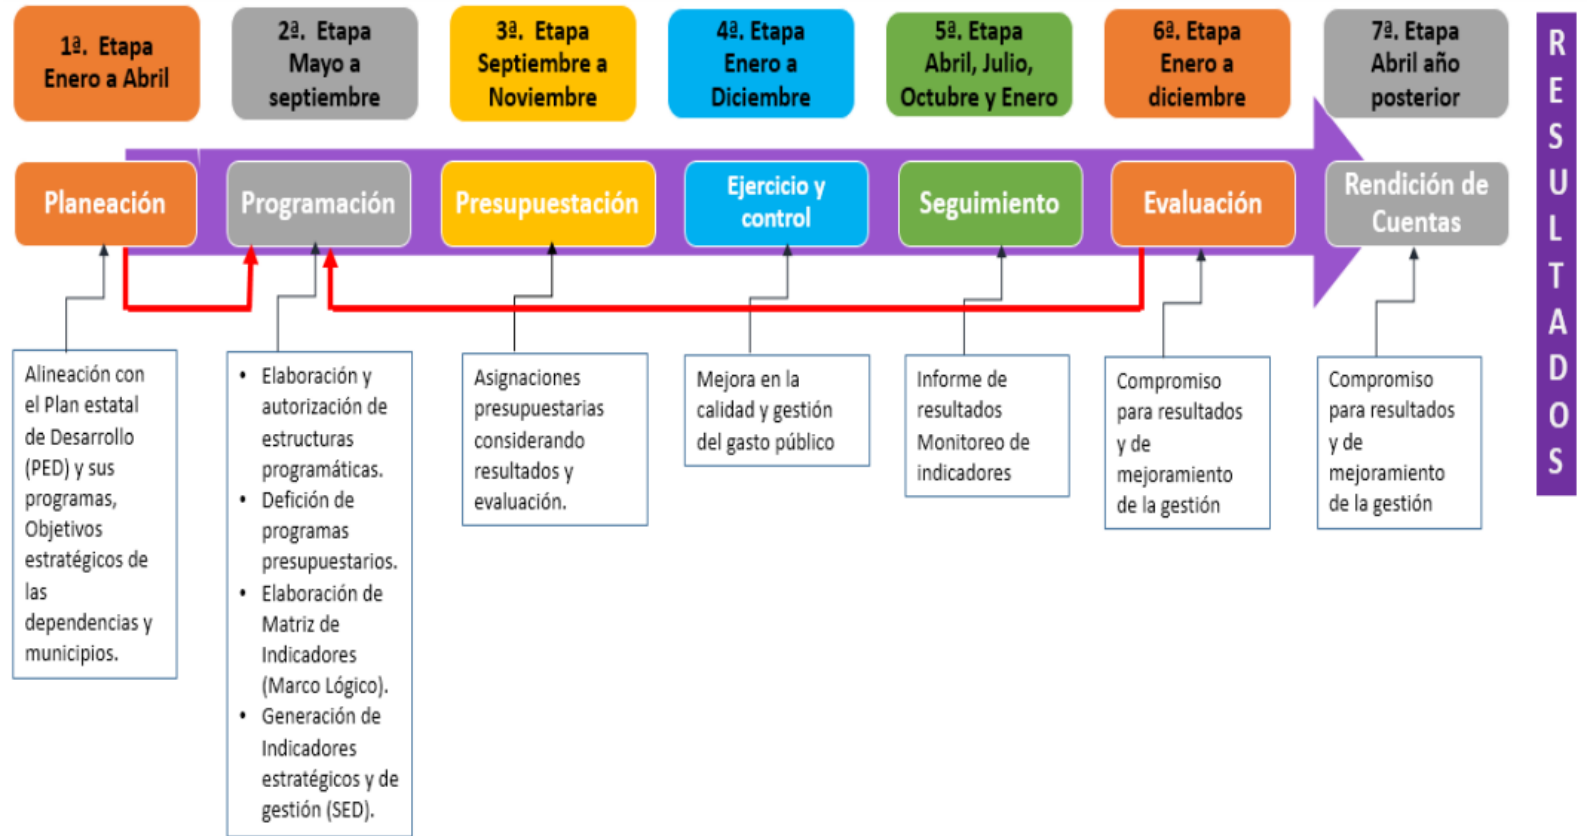 1ª. Etapa
Enero a Abril
2ª. Etapa
Mayo a
septiembre
3ª. Etapa
Septiembre a
Noviembre
4ª. Etapa
Enero a
Diciembre
5ª. Etapa
Abril, Julio,
Octubre y Enero
6ª. Etapa
Enero a
diciembre
7ª. Etapa
Abril año
posterior
Planeación
Programación
Presupuestación
Ejercicio y
control
Seguimiento
Evaluación
Rendición de
Cuentas
Alineación con
el Plan estatal
de Desarrollo
(PED) y sus
programas,
Objetivos
estratégicos de
las
dependencias y
municipios.
• Elaboración y
autorización de
estructuras
programáticas.
• Defición de
programas
presupuestarios.
• Elaboración de
Matriz de
Indicadores
(Marco Lógico).
• Generación de
Indicadores
estratégicos y de
gestión (SED).
Asignaciones
presupuestarias
considerando
resultados y
evaluación.
Mejora en la
calidad y gestión
del gasto público
Informe de
resultados
Monitoreo de
indicadores
Compromiso
para resultados
y de
mejoramiento
de la gestión
Compromiso
para resultados
y de
mejoramiento
de la gestión
RESULTADOS